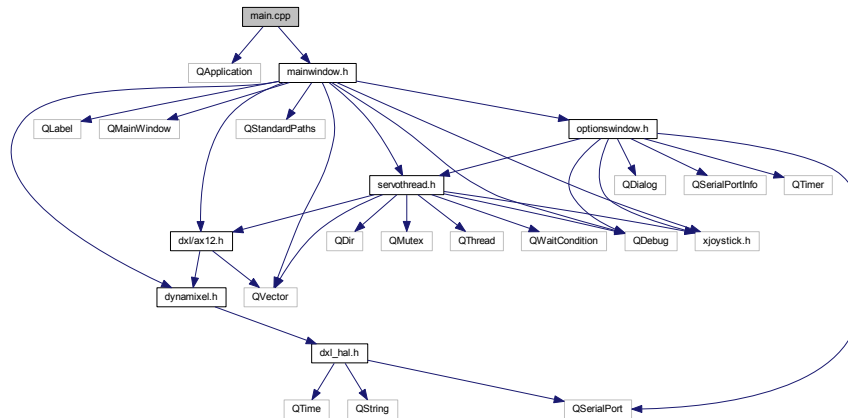 main.cpp
QApplication
mainwindow.h
QLabel
QMainWindow
QStandardPaths
optionswindow.h
servothread.h
QDialog
QSerialPortInfo
QTimer
dxl/ax12.h
QDir
QMutex
QThread
QWaitCondition
QDebug
xjoystick.h
dynamixel.h
QVector
dxl_hal.h
QTime
QString
QSerialPort